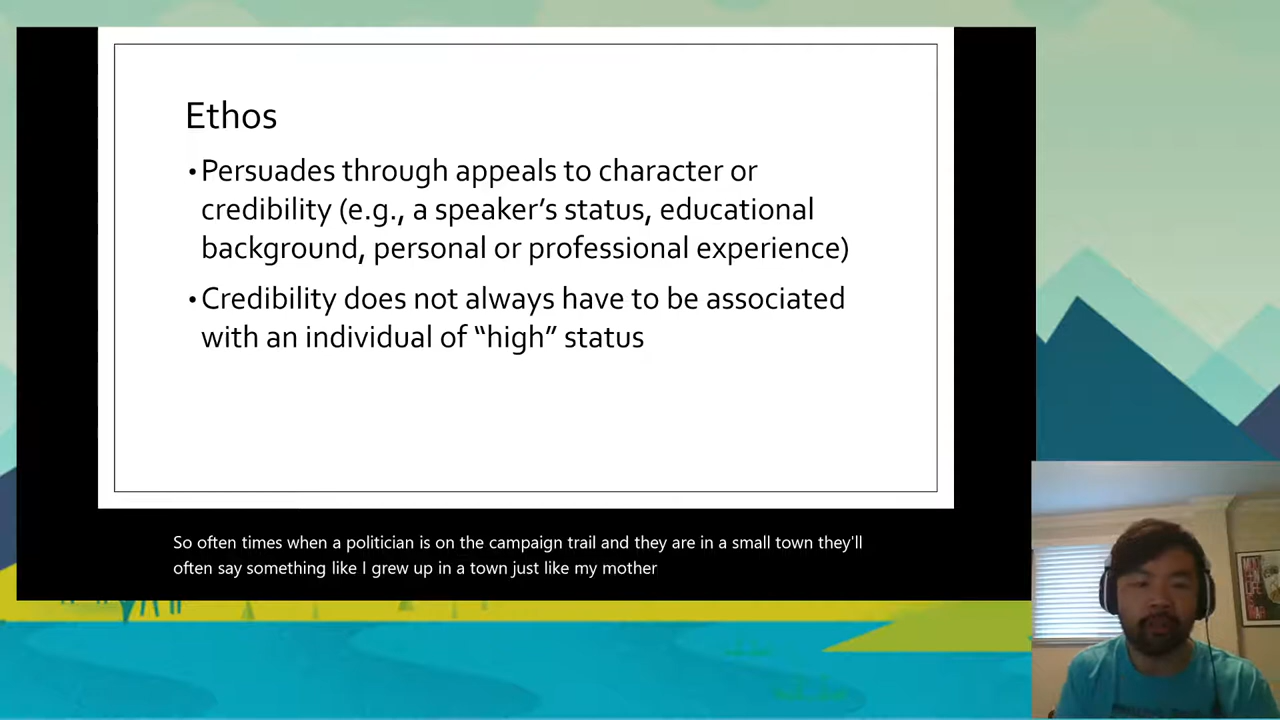 Ethos
•Persuades through appeals to character or
credibility (e.g., a speaker’s status, educational
background, personal or professional experience)
•Credibility does not always have to be associated
with an individual of “high” status
So often times when a politician is on the campaign trail and they are in a small town they'll
often say something like I grew up in a town just like my mother